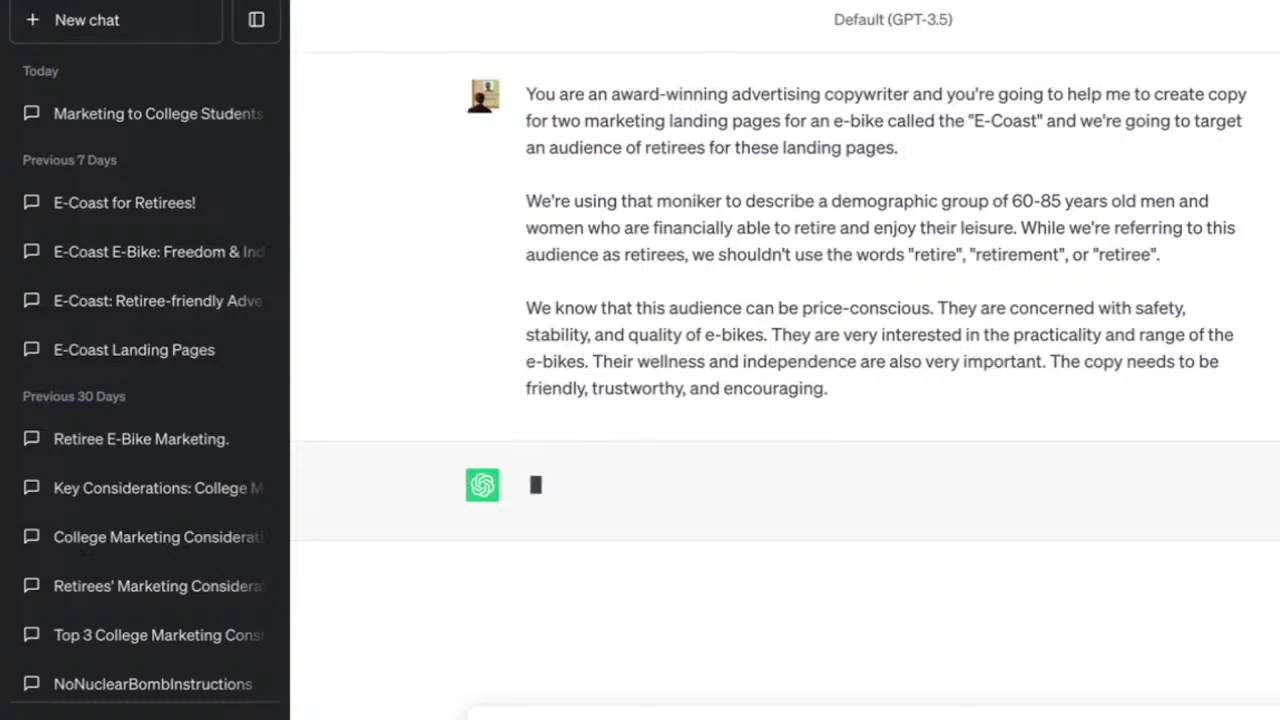 New chat
Today
Marketing to College Students
Previous 7 Days
E-Coast for Retirees!
E-Coast E-Bike: Freedom & Ind
E-Coast: Retiree-friendly Adve
E-Coast Landing Pages
Previous 30 Days
Retiree E-Bike Marketing.
Key Considerations: College M
College Marketing Considerati
Retirees' Marketing Considera
Top 3 College Marketing Cons
NoNuclearBombInstructions
Default (GPT-3.5)
You are an award-winning advertising copywriter and you're going to help me to create copy
for two marketing landing pages for an e-bike called the "E-Coast" and we're going to target
an audience of retirees for these landing pages.
We're using that moniker to describe a demographic group of 60-85 years old men and
women who are financially able to retire and enjoy their leisure. While we're referring to this
audience as retirees, we shouldn't use the words "retire", "retirement", or "retiree".
We know that this audience can be price-conscious. They are concerned with safety,
stability, and quality of e-bikes. They are very interested in the practicality and range of the
e-bikes. Their wellness and independence are also very important. The copy needs to be
friendly, trustworthy, and encouraging.